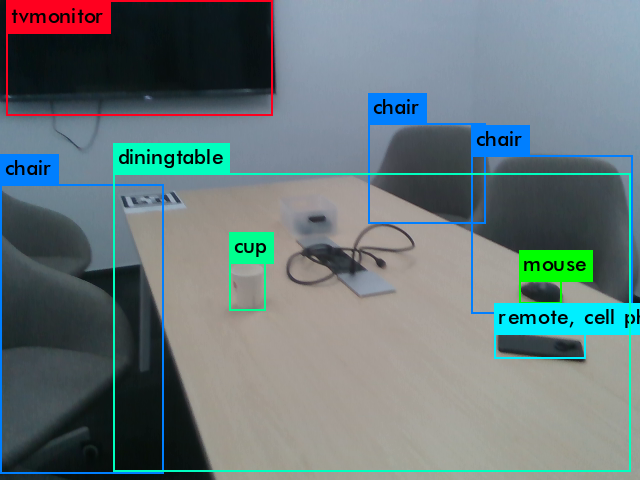 tvmonitor
chair
chair
diningtable
chair
cup
mouse
remote, cell ph